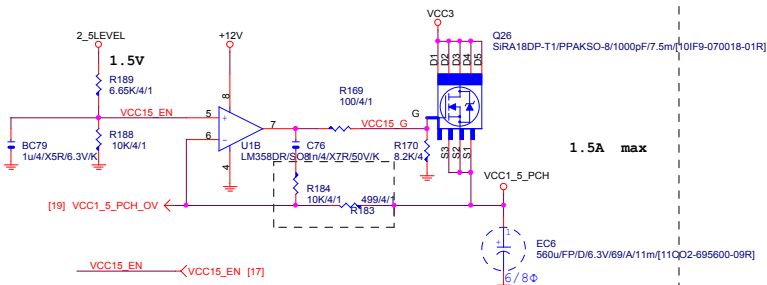 2_5LEVEL
1.5V
+12V
VCC3
Q26
SiRA18DP-T1/PPAKSO-8/1000pF/7.5m/[10IF9-070018-01R]
D1
D2
D3
D4
D5
R189
6.65K/4/1
R169
100/4/1
VCC15_EN
5
8
7
VCC15_G
G
6
4
R188
10K/4/1
BC79
1u/4/X5R/6.3V/K
U1B
LM358DR/SO8
C76
1n/4/X7R/50V/K
R170
8.2K/4
S3
S2
S1
1.5A max
VCC1_5_PCH
R184
10K/4/1
499/4/1
R183
[19] VCC1_5_PCH_OV
1
+
EC6
560u/FP/D/6.3V/69/A/11m/[11CO2-695600-09R]
6/8Φ
VCC15_EN
VCC15_EN [17]